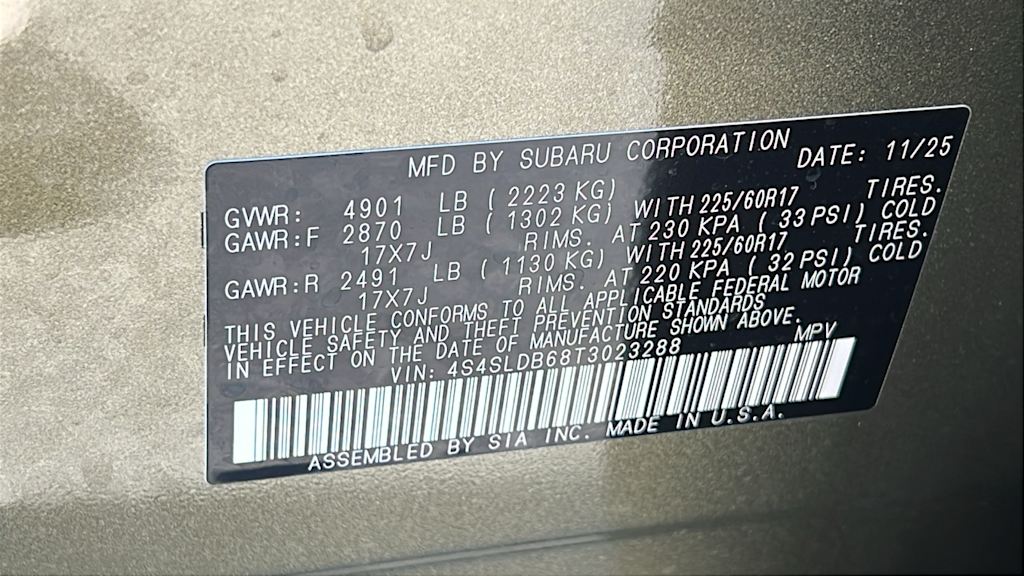 MFD BY SUBARU CORPORATION DATE: 11/25
GVWR: 4901 LB ( 2223 KG)
GAWR:F 2870 LB ( 1302 KG) WITH 225/60R17 TIRES.
17X7J RIMS. AT 230 KPA ( 33 PSI) COLD
GAWR:R 2491 LB ( 1130 KG) WITH 225/60R17 TIRES.
17X7J RIMS. AT 220 KPA ( 32 PSI) COLD
THIS VEHICLE CONFORMS TO ALL APPLICABLE FEDERAL MOTOR
VEHICLE SAFETY AND THEFT PREVENTION STANDARDS
IN EFFECT ON THE DATE OF MANUFACTURE SHOWN ABOVE.
VIN: 4S4SLDB68T3023288 MPV
ASSEMBLED BY SIA INC. MADE IN U.S.A.